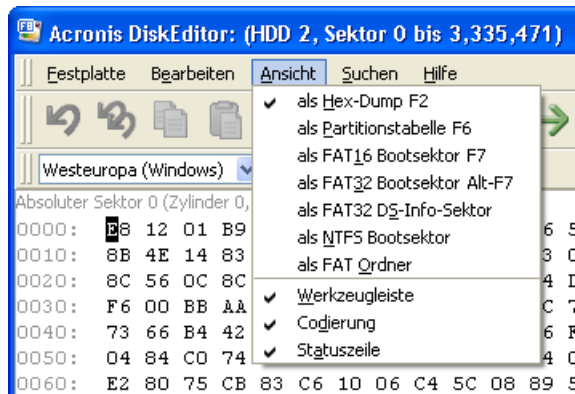 Acronis DiskEditor: (HDD 2, Sektor 0 bis 3,335,471)
Festplatte Bearbeiten Ansicht Suchen Hilfe
als Hex-Dump F2
als Partitionstabelle F6
als FAT16 Bootsektor F7
als FAT32 Bootsektor Alt-F7
als FAT32 DS-Info-Sektor
als NTFS Bootsektor
als FAT Ordner
Werkzeugleiste
Codierung
Statuszeile
Westeuropa (Windows)
Absoluter Sektor 0 (Zylinder 0,
0000: E8 12 01 B9 6
0010: 8B 4E 14 83 3
0020: 8C 56 0C 8C 4
0030: F6 00 BB AA C
0040: 73 66 B4 42 6
0050: 04 84 C0 74 4
0060: E2 80 75 CB 83 C6 10 06 C4 5C 08 89